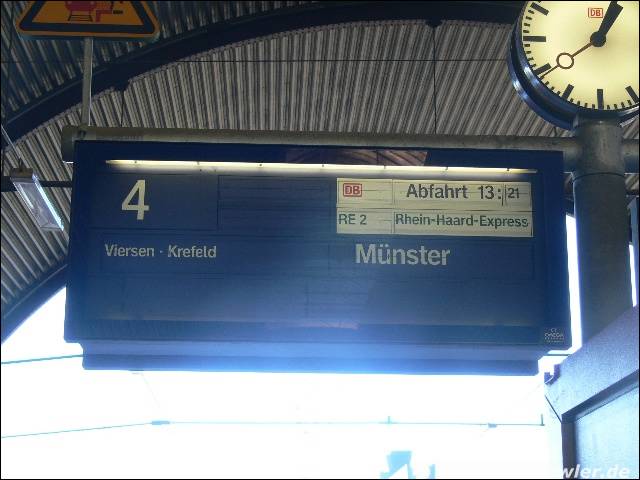 DB
4
DB Abfahrt 13:21
RE 2 Rhein-Haard-Express
Viersen · Krefeld
Münster
wler.de